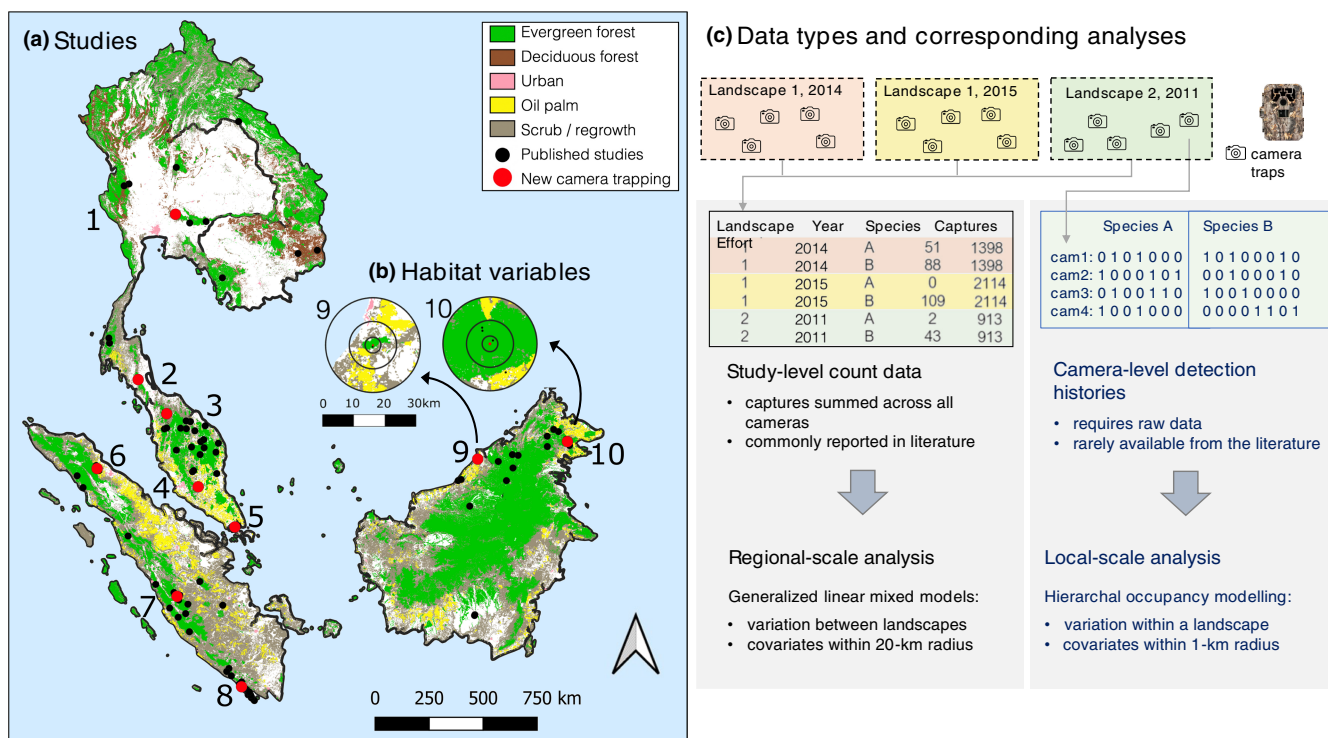 (a) Studies
Evergreen forest
Deciduous forest
Urban
Oil palm
Scrub / regrowth
Published studies
New camera trapping
1
2
3
4
5
6
7
8
9
10
(b) Habitat variables
9
10
0 10 20 30km
0 250 500 750 km
(c) Data types and corresponding analyses
Landscape 1, 2014
Landscape 1, 2015
Landscape 2, 2011
camera
traps
Landscape Year Species Captures
Effort
1 2014 A 51 1398
1 2014 B 88 1398
1 2015 A 0 2114
1 2015 B 109 2114
2 2011 A 2 913
2 2011 B 43 913
Species A Species B
cam1: 0 1 0 1 0 0 0 1 0 1 0 0 0 1 0
cam2: 1 0 0 0 1 0 1 0 0 1 0 0 0 1 0
cam3: 0 1 0 0 1 1 0 1 0 0 1 0 0 0 0
cam4: 1 0 0 1 0 0 0 0 0 0 0 1 1 0 1
Study-level count data
• captures summed across all
cameras
• commonly reported in literature
Camera-level detection
histories
• requires raw data
• rarely available from the literature
Regional-scale analysis
Generalized linear mixed models:
• variation between landscapes
• covariates within 20-km radius
Local-scale analysis
Hierarchal occupancy modelling:
• variation within a landscape
• covariates within 1-km radius